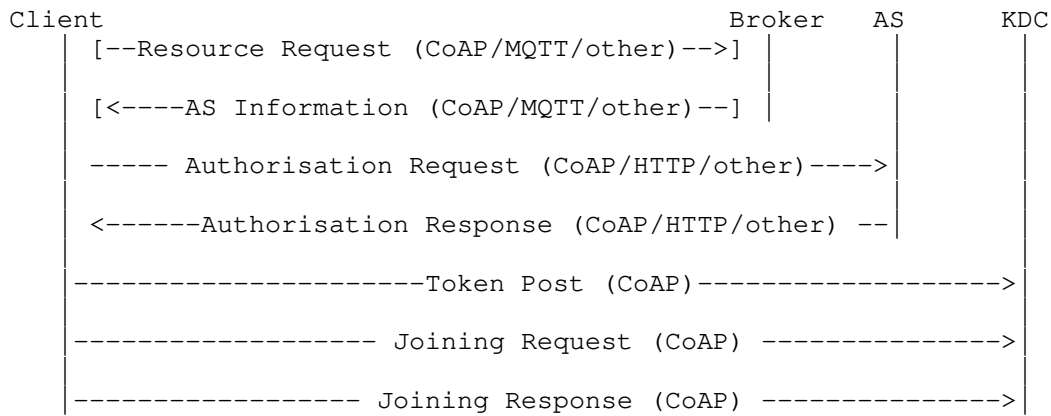 Client Broker AS KDC
[--Resource Request (CoAP/MQTT/other)-->]
[<----AS Information (CoAP/MQTT/other)--]
----- Authorisation Request (CoAP/HTTP/other)---->
<------Authorisation Response (CoAP/HTTP/other) --
----------------------Token Post (CoAP)------------------->
------------------- Joining Request (CoAP) --------------->
------------------ Joining Response (CoAP) --------------->